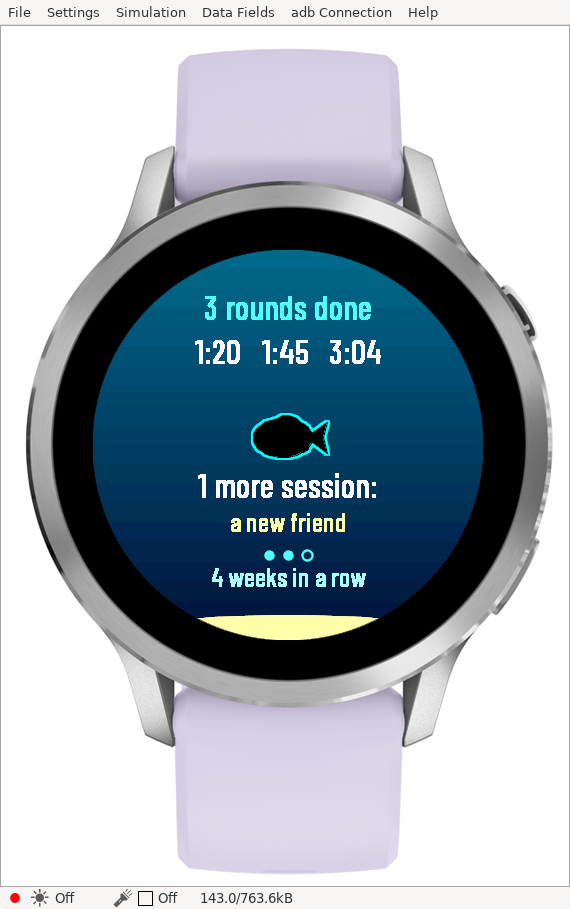 File Settings Simulation Data Fields adb Connection Help
3 rounds done
1:20 1:45 3:04
1 more session:
a new friend
4 weeks in a row
Off Off 143.0/763.6kB